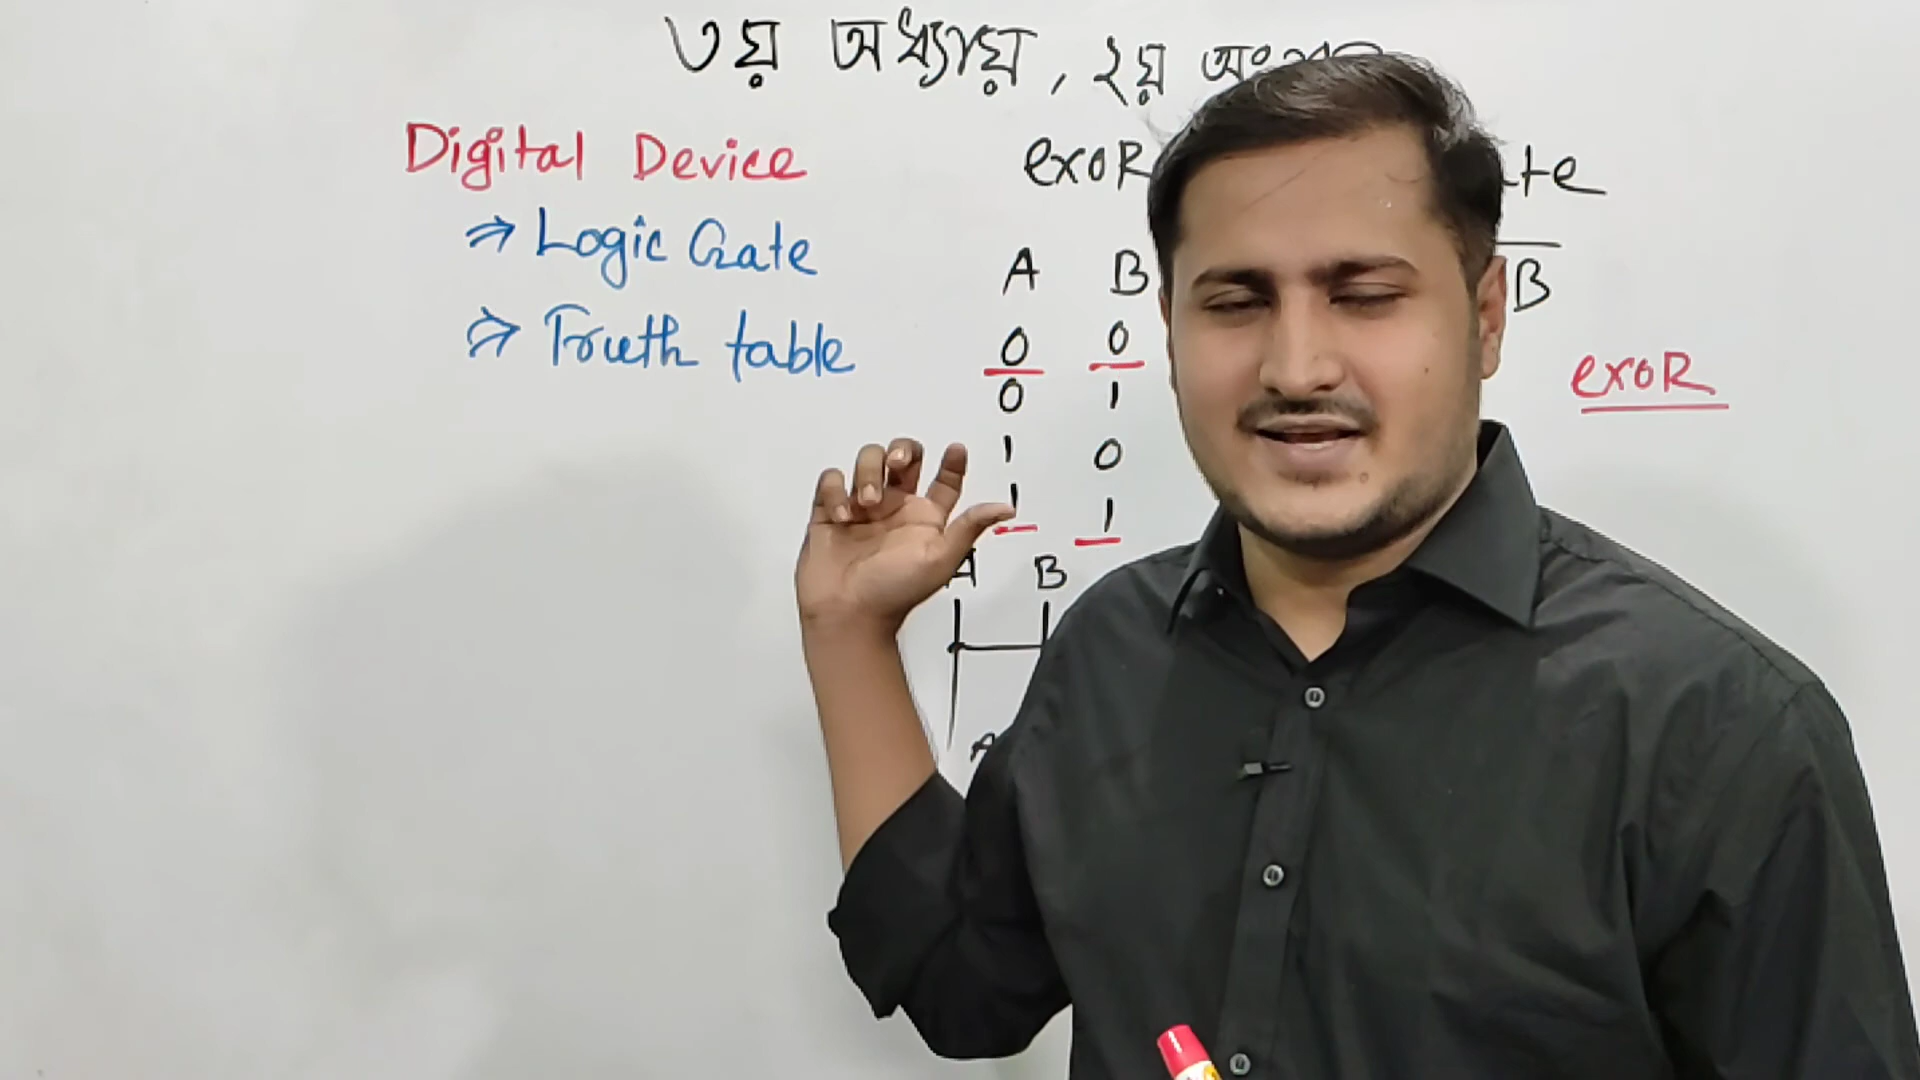 ৩য় অধ্যায়, ২য়
Digital Device
⇒ Logic Gate
⇒ Truth table
exoR
A B B
0 0
0 1
1 0
1 1
exoR
A B